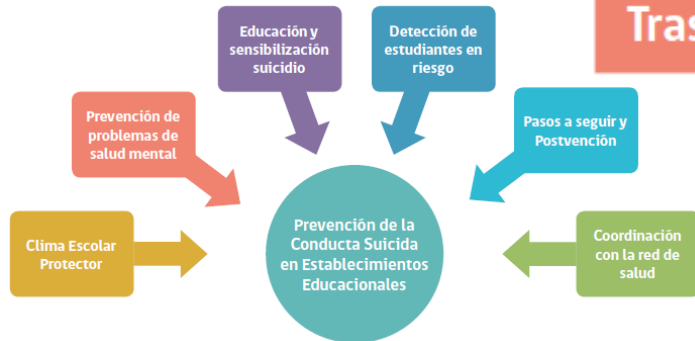 Educación y
sensibilización
suicidio
Detección de
estudiantes en
riesgo
Tras
Prevención de
problemas de
salud mental
Pasos a seguir y
Postvención
Clima Escolar
Protector
Prevención de la
Conducta Suicida
en Establecimientos
Educacionales
Coordinación
con la red de
salud